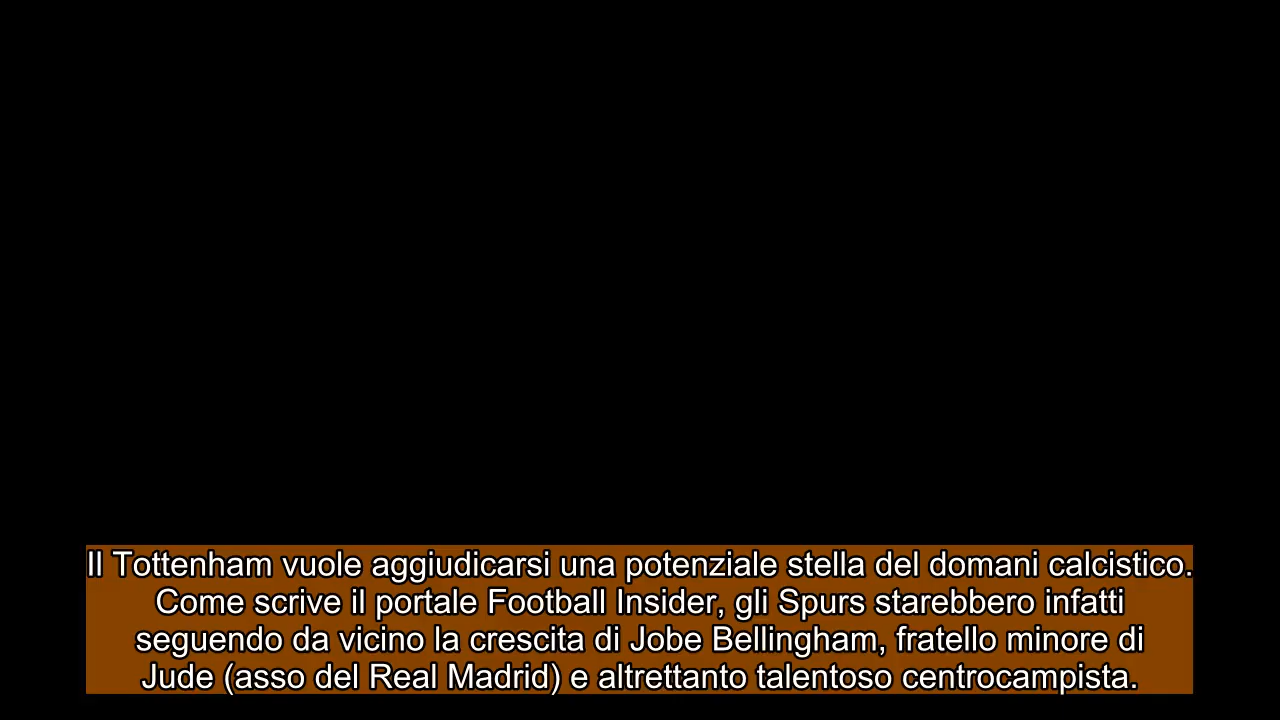 Il Tottenham vuole aggiudicarsi una potenziale stella del domani calcistico.
Come scrive il portale Football Insider, gli Spurs starebbero infatti
seguendo da vicino la crescita di Jobe Bellingham, fratello minore di
Jude (asso del Real Madrid) e altrettanto talentoso centrocampista.